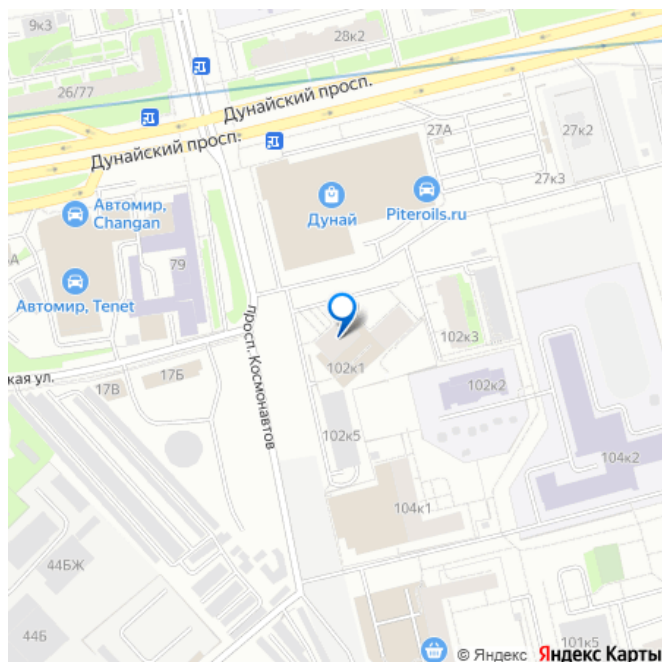 9к3
28к2
26/77
Дунайский просп.
27А
27к2
Дунайский просп.
27к3
Автомир,
Changan
Дунай
Piteroils.ru
79
Автомир, Tenet
просп. Космонавтов
102к3
кая ул.
17В
17Б
102к1
102к2
102к5
104к2
104к1
44БЖ
44Б
101к5
© Яндекс Яндекс Карты